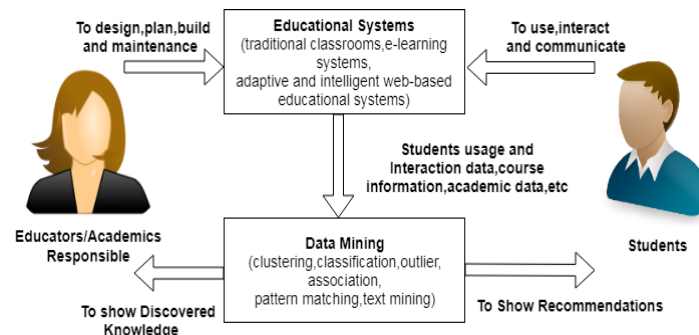 To design,plan,build
and maintenance
Educational Systems
(traditional classrooms,e-learning
systems,
adaptive and intelligent web-based
educational systems)
To use,interact
and communicate
Students usage and
Interaction data,course
information,academic data,etc
Educators/Academics
Responsible
Data Mining
(clustering,classification,outlier,
association,
pattern matching,text mining)
Students
To show Discovered
Knowledge
To Show Recommendations